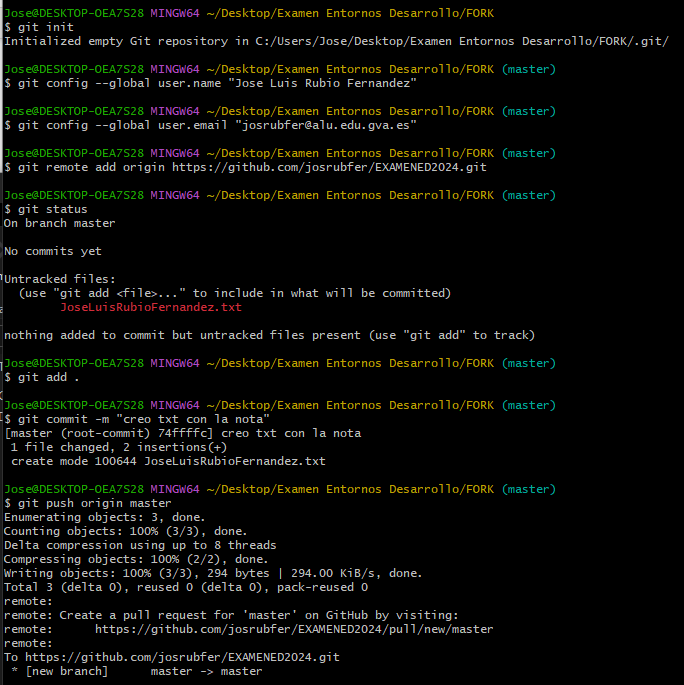 Jose@DESKTOP-OEA7S28 MINGW64 ~/Desktop/Examen Entornos Desarrollo/FORK
$ git init
Initialized empty Git repository in C:/Users/Jose/Desktop/Examen Entornos Desarrollo/FORK/.git/
Jose@DESKTOP-OEA7S28 MINGW64 ~/Desktop/Examen Entornos Desarrollo/FORK (master)
$ git config --global user.name "Jose Luis Rubio Fernandez"
Jose@DESKTOP-OEA7S28 MINGW64 ~/Desktop/Examen Entornos Desarrollo/FORK (master)
$ git config --global user.email "josrubfer@alu.edu.gva.es"
Jose@DESKTOP-OEA7S28 MINGW64 ~/Desktop/Examen Entornos Desarrollo/FORK (master)
$ git remote add origin https://github.com/josrubfer/EXAMENED2024.git
Jose@DESKTOP-OEA7S28 MINGW64 ~/Desktop/Examen Entornos Desarrollo/FORK (master)
$ git status
On branch master
No commits yet
Untracked files:
(use "git add <file>..." to include in what will be committed)
JoseLuisRubioFernandez.txt
nothing added to commit but untracked files present (use "git add" to track)
Jose@DESKTOP-OEA7S28 MINGW64 ~/Desktop/Examen Entornos Desarrollo/FORK (master)
$ git add .
Jose@DESKTOP-OEA7S28 MINGW64 ~/Desktop/Examen Entornos Desarrollo/FORK (master)
$ git commit -m "creo txt con la nota"
[master (root-commit) 74ffffc] creo txt con la nota
1 file changed, 2 insertions(+)
create mode 100644 JoseLuisRubioFernandez.txt
Jose@DESKTOP-OEA7S28 MINGW64 ~/Desktop/Examen Entornos Desarrollo/FORK (master)
$ git push origin master
Enumerating objects: 3, done.
Counting objects: 100% (3/3), done.
Delta compression using up to 8 threads
Compressing objects: 100% (2/2), done.
Writing objects: 100% (3/3), 294 bytes | 294.00 KiB/s, done.
Total 3 (delta 0), reused 0 (delta 0), pack-reused 0
remote:
remote: Create a pull request for 'master' on GitHub by visiting:
remote:      https://github.com/josrubfer/EXAMENED2024/pull/new/master
remote:
To https://github.com/josrubfer/EXAMENED2024.git
* [new branch]      master -> master